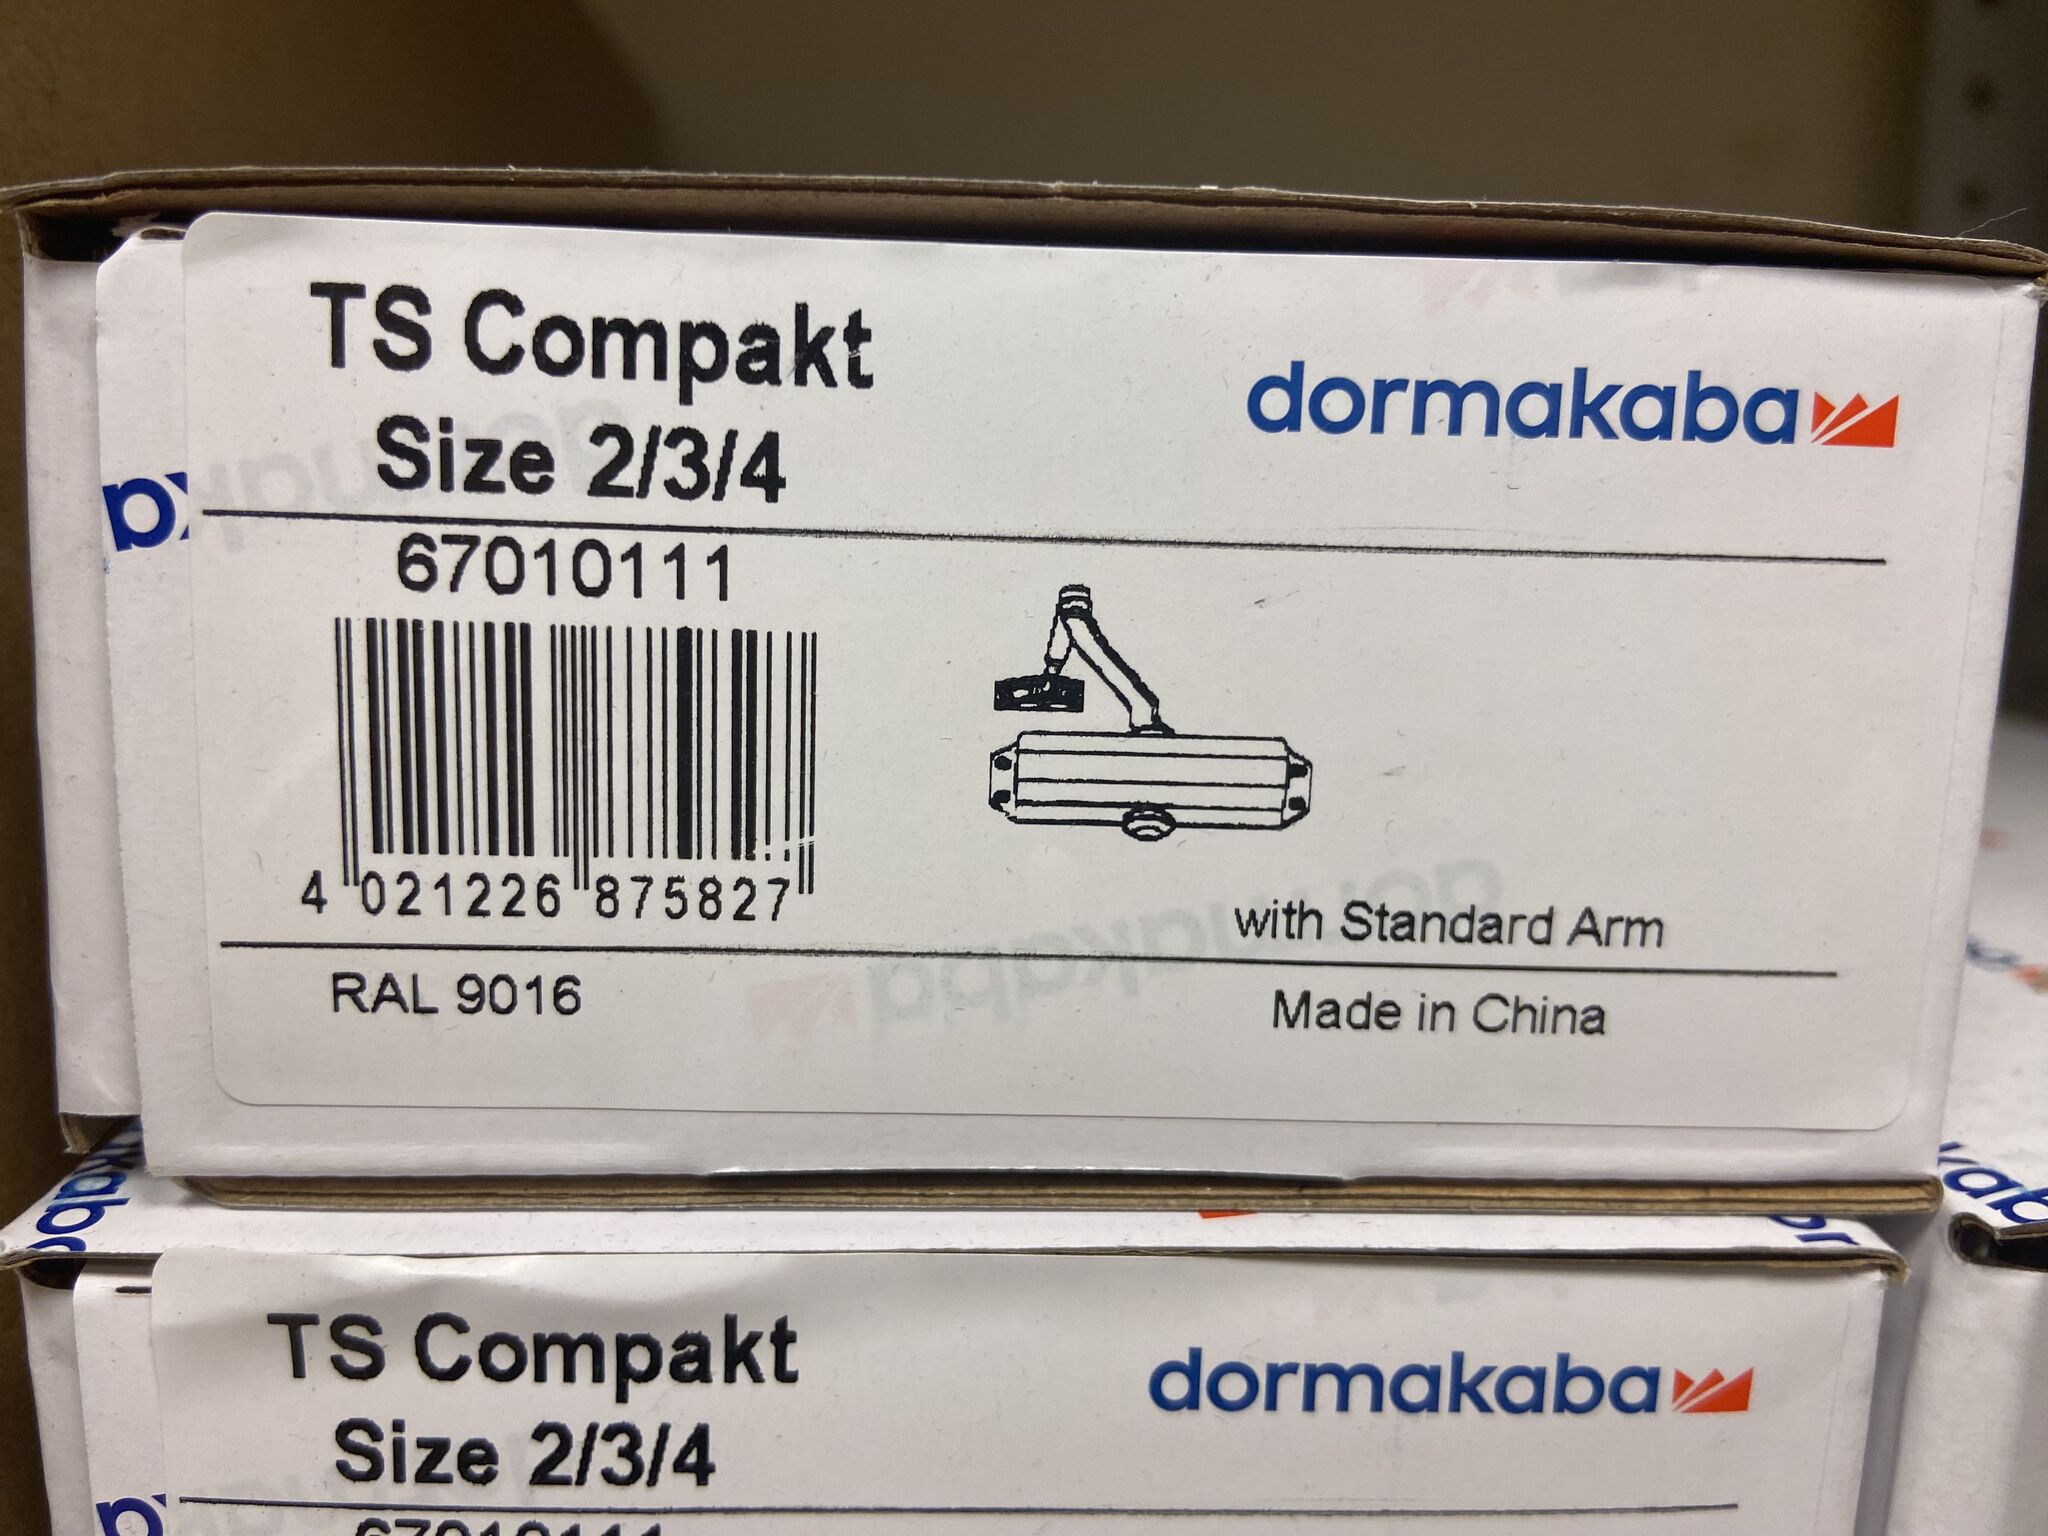 TS Compakt
Size 2/3/4
dormakaba
67010111
4 021226 875827
with Standard Arm
RAL 9016
Made in China
TS Compakt
Size 2/3/4
dormakaba
67010111